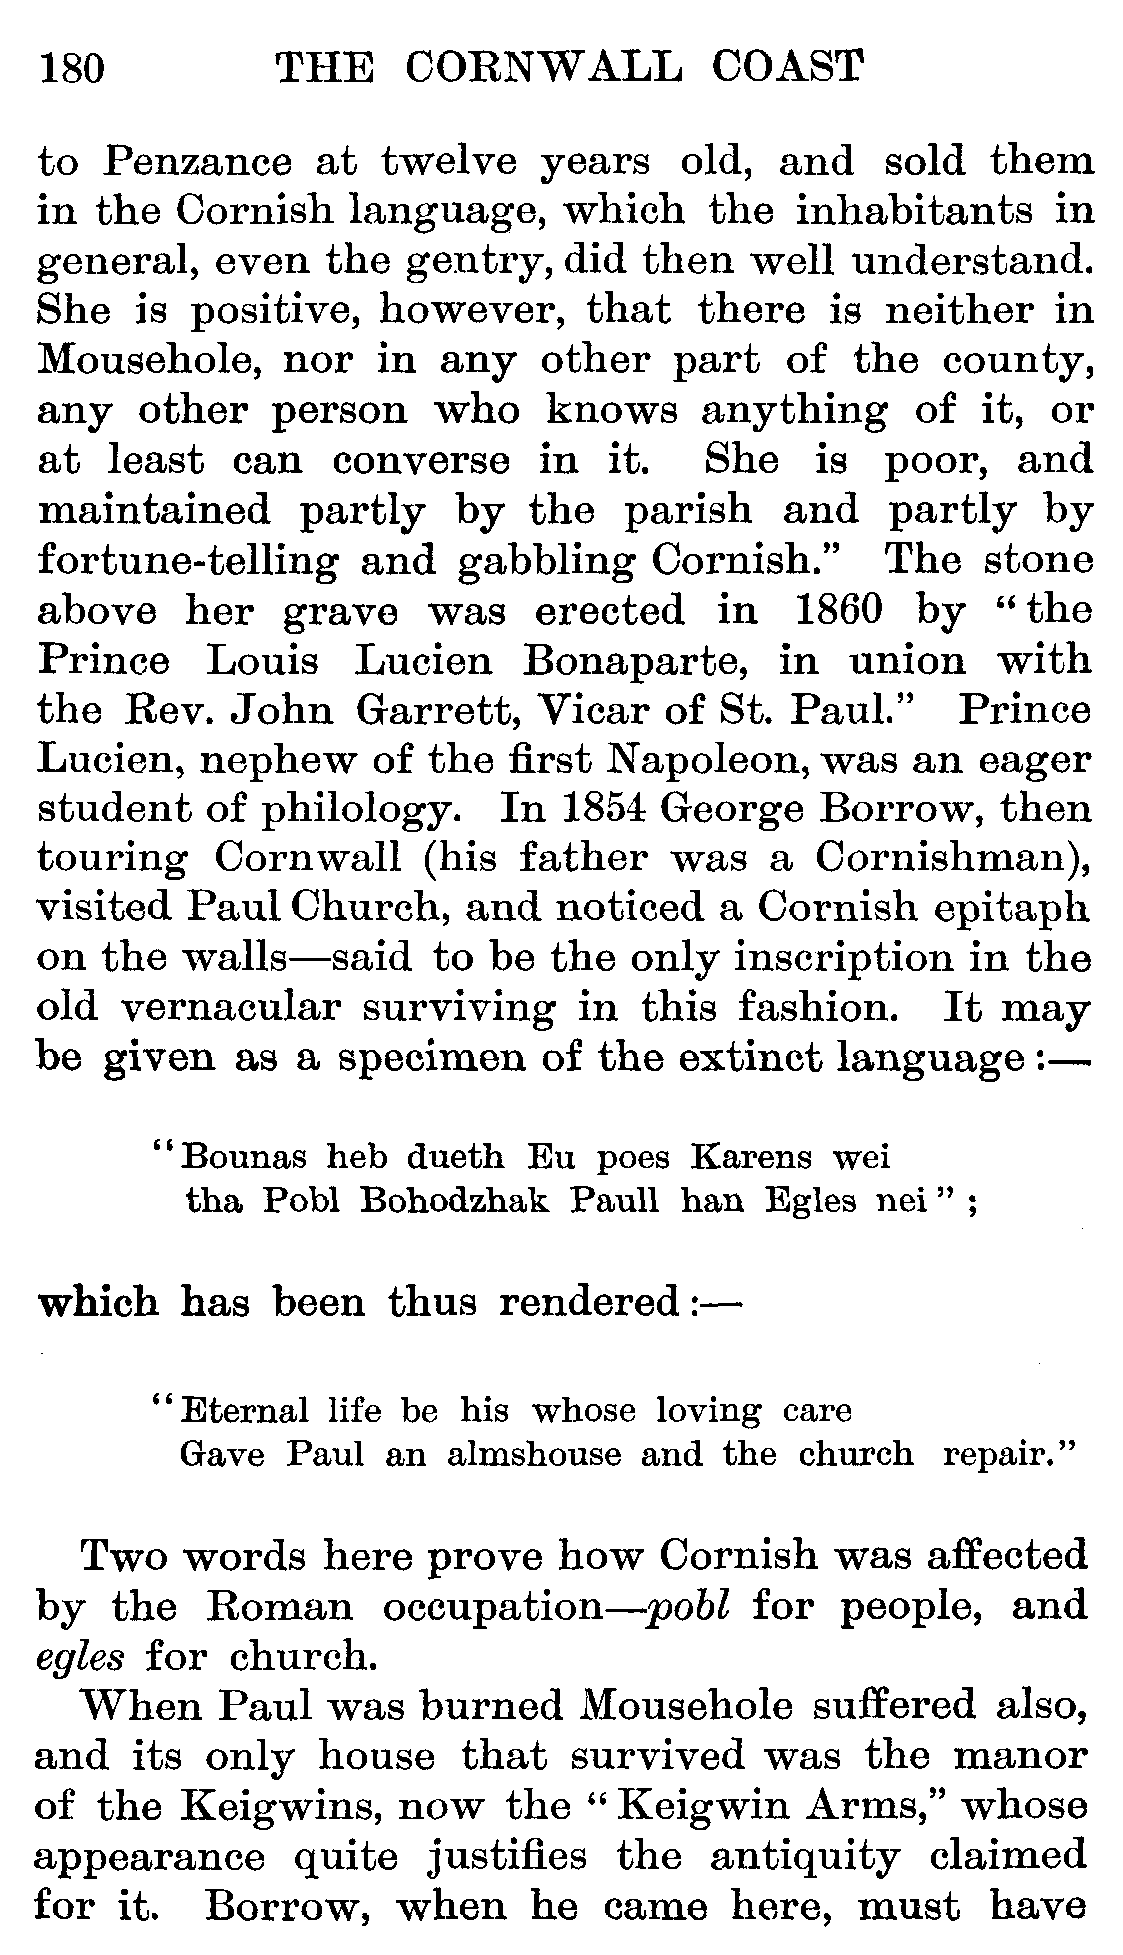 180 THE CORNWALL COAST
to Penzance at twelve years old, and sold them
in the Cornish language, which the inhabitants in
general, even the gentry, did then well understand.
She is positive, however, that there is neither in
Mousehole, nor in any other part of the county,
any other person who knows anything of it, or
at least can converse in it. She is poor, and
maintained partly by the parish and partly by
fortune-telling and gabbling Cornish.” The stone
above her grave was erected in 1860 by “the
Prince Louis Lucien Bonaparte, in union with
the Rev. John Garrett, Vicar of St. Paul.” Prince
Lucien, nephew of the first Napoleon, was an eager
student of philology. In 1854 George Borrow, then
touring Cornwall (his father was a Cornishman),
visited Paul Church, and noticed a Cornish epitaph
on the walls—said to be the only inscription in the
old vernacular surviving in this fashion. It may
be given as a specimen of the extinct language:—
“Bounas heb dueth Eu poes Karens wei
tha Pobl Bohodzhak Paull han Egles nei”;
which has been thus rendered:—
“Eternal life be his whose loving care
Gave Paul an almshouse and the church repair.”
Two words here prove how Cornish was affected
by the Roman occupation—pobl for people, and
egles for church.
When Paul was burned Mousehole suffered also,
and its only house that survived was the manor
of the Keigwins, now the “Keigwin Arms,” whose
appearance quite justifies the antiquity claimed
for it. Borrow, when he came here, must have